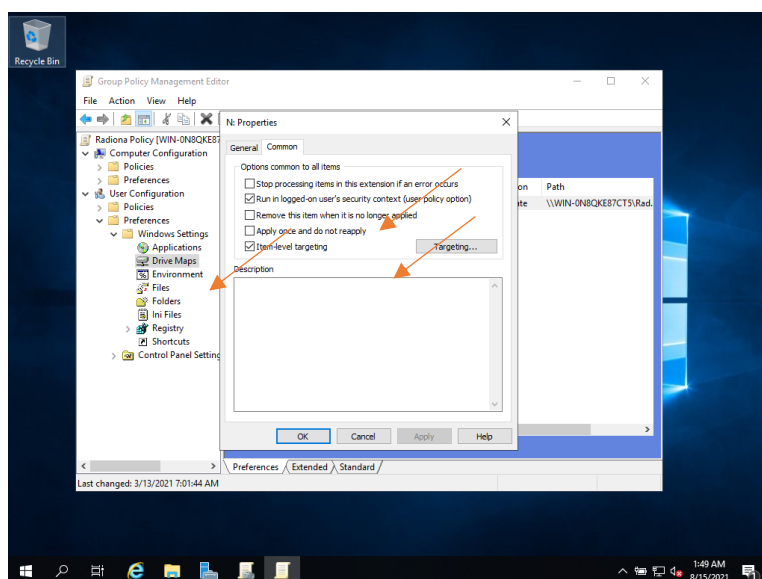 Recycle Bin
Group Policy Management Editor
File Action View Help
Radiona Policy [WIN-0N8QKE87
Computer Configuration
Policies
Preferences
User Configuration
Policies
Preferences
Windows Settings
Applications
Drive Maps
Environment
Files
Folders
Ini Files
Registry
Shortcuts
Control Panel Setting
N: Properties
General Common
Options common to all items
Stop processing items in this extension if an error occurs
Run in logged-on user's security context (user policy option)
Remove this item when it is no longer applied
Apply once and do not reapply
Item-level targeting
Targeting...
Description
OK Cancel Apply Help
on Path
te \\WIN-0N8QKE87CT5\Rad.
Preferences Extended Standard
Last changed: 3/13/2021 7:01:44 AM
1:49 AM
8/15/2021